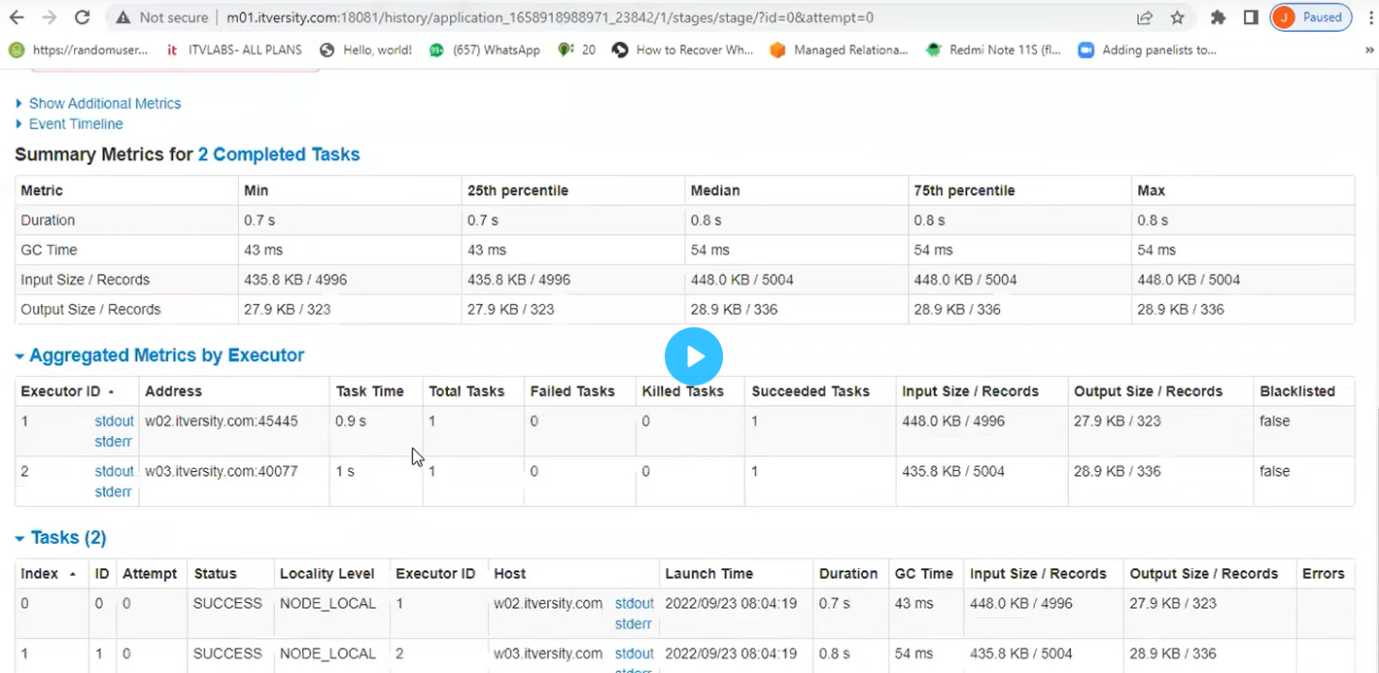 Not secure | m01.itversity.com:18081/history/application_1658918988971_23842/1/stages/stage/?id=0&attempt=0 J Paused
https://randomuser... it ITVLABS- ALL PLANS Hello, world! (657) WhatsApp 20 How to Recover Wh... Managed Relationa... Redmi Note 11S (fl... Adding panelists to... »
Show Additional Metrics
Event Timeline
Summary Metrics for 2 Completed Tasks
Metric Min 25th percentile Median 75th percentile Max
Duration 0.7 s 0.7 s 0.8 s 0.8 s 0.8 s
GC Time 43 ms 43 ms 54 ms 54 ms 54 ms
Input Size / Records 435.8 KB / 4996 435.8 KB / 4996 448.0 KB / 5004 448.0 KB / 5004 448.0 KB / 5004
Output Size / Records 27.9 KB / 323 27.9 KB / 323 28.9 KB / 336 28.9 KB / 336 28.9 KB / 336
Aggregated Metrics by Executor
Executor ID Address Task Time Total Tasks Failed Tasks Killed Tasks Succeeded Tasks Input Size / Records Output Size / Records Blacklisted
1 stdout w02.itversity.com:45445 0.9 s 1 0 0 1 448.0 KB / 4996 27.9 KB / 323 false
stderr
2 stdout w03.itversity.com:40077 1 s 1 0 0 1 435.8 KB / 5004 28.9 KB / 336 false
stderr
Tasks (2)
Index ID Attempt Status Locality Level Executor ID Host Launch Time Duration GC Time Input Size / Records Output Size / Records Errors
0 0 0 SUCCESS NODE_LOCAL 1 w02.itversity.com stdout 2022/09/23 08:04:19 0.7 s 43 ms 448.0 KB / 4996 27.9 KB / 323
stderr
1 1 0 SUCCESS NODE_LOCAL 2 w03.itversity.com stdout 2022/09/23 08:04:19 0.8 s 54 ms 435.8 KB / 5004 28.9 KB / 336